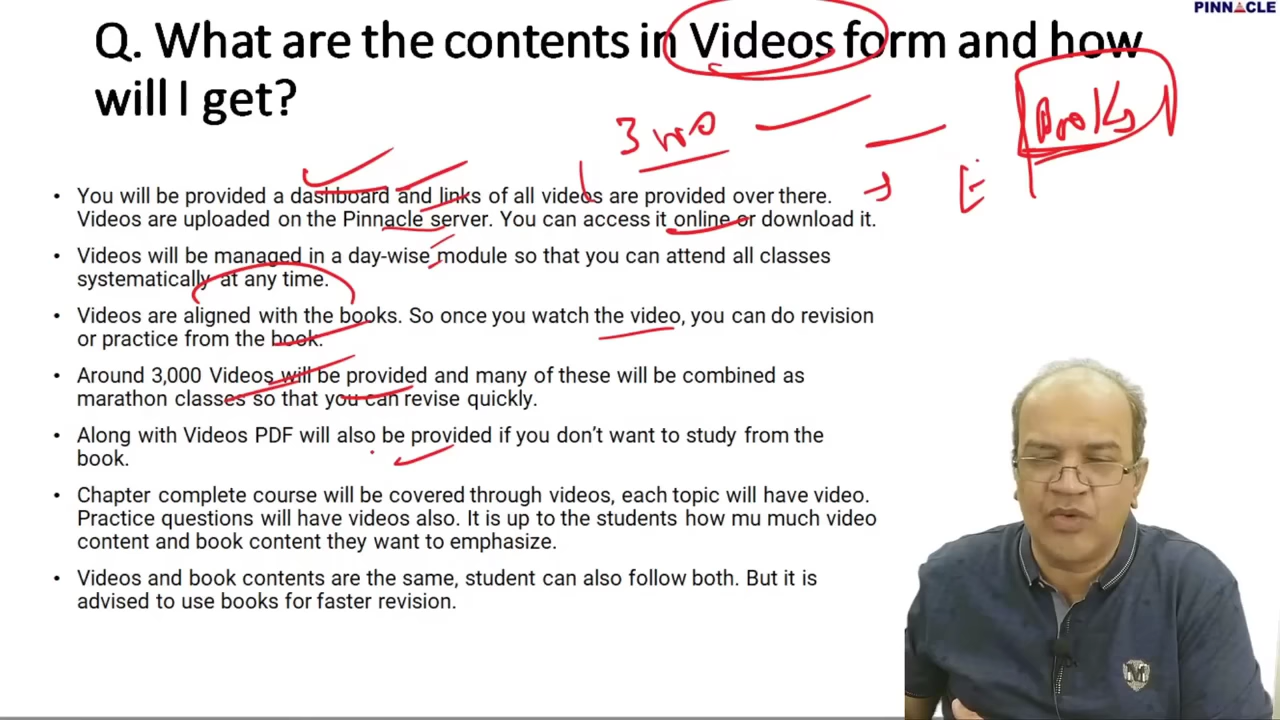 PINNACLE
Q. What are the contents in Videos form and how
will I get?
Books
• You will be provided a dashboard and links of all videos are provided over there.
Videos are uploaded on the Pinnacle server. You can access it online or download it.
• Videos will be managed in a day-wise module so that you can attend all classes
systematically at any time.
• Videos are aligned with the books. So once you watch the video, you can do revision
or practice from the book.
• Around 3,000 Videos will be provided and many of these will be combined as
marathon classes so that you can revise quickly.
• Along with Videos PDF will also be provided if you don't want to study from the
book.
• Chapter complete course will be covered through videos, each topic will have video.
Practice questions will have videos also. It is up to the students how mu much video
content and book content they want to emphasize.
• Videos and book contents are the same, student can also follow both. But it is
advised to use books for faster revision.
M